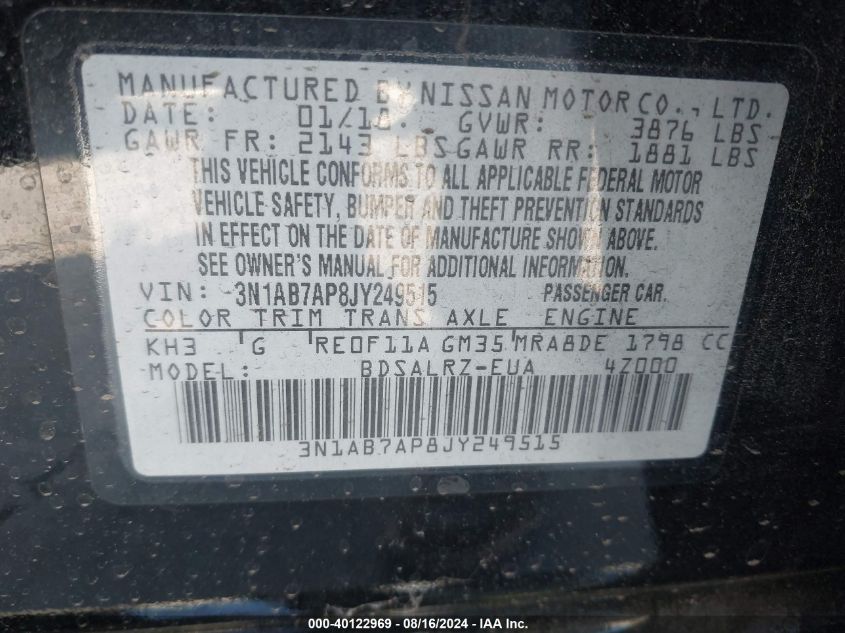 MANUFACTURED BY NISSAN MOTOR CO., LTD.
DATE: 01/18 GVWR: 3876 LBS
GAWR FR: 2143 LBS GAWR RR: 1881 LBS
THIS VEHICLE CONFORMS TO ALL APPLICABLE FEDERAL MOTOR
VEHICLE SAFETY, BUMPER AND THEFT PREVENTION STANDARDS
IN EFFECT ON THE DATE OF MANUFACTURE SHOWN ABOVE.
SEE OWNER'S MANUAL FOR ADDITIONAL INFORMATION.
VIN: 3N1AB7AP8JY249515 PASSENGER CAR.
COLOR TRIM TRANS AXLE ENGINE
KH3 G RE0F11A GM35 MRA8DE 1798 CC
MODEL: BDSALRZ-EUA 4Z000
3N1AB7AP8JY249515
000-40122969 - 08/16/2024 - IAA Inc.